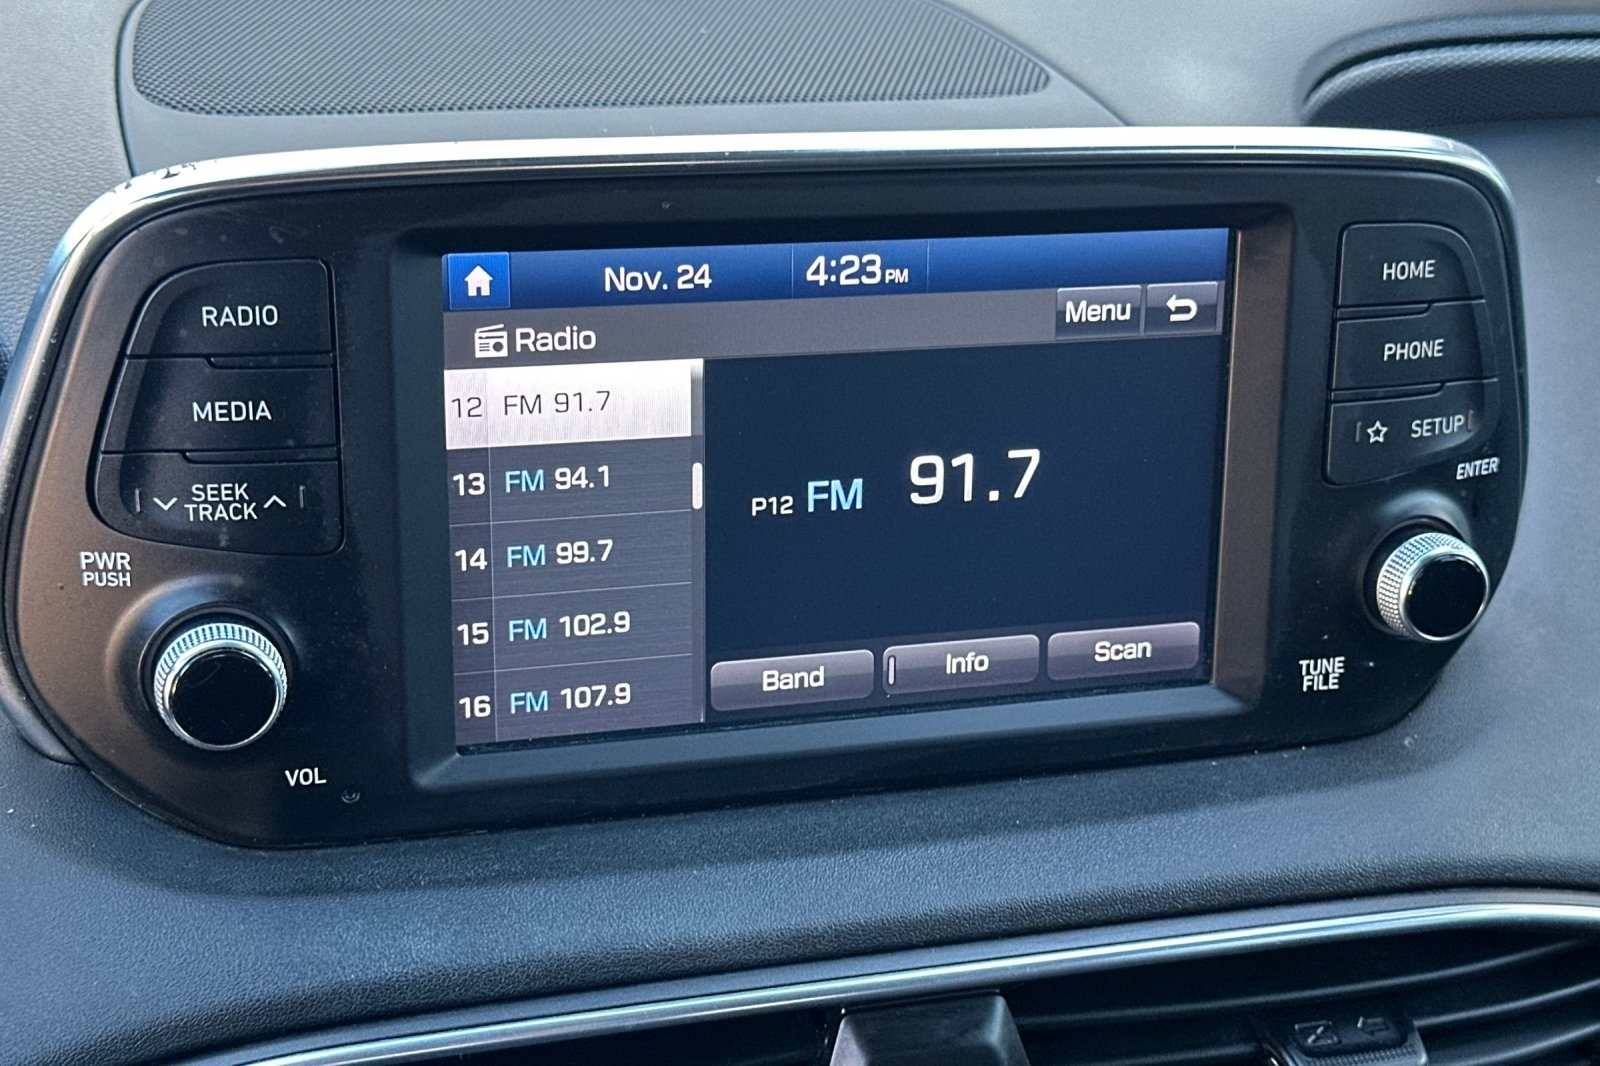 Nov. 24 4:23 PM
Radio Menu
12 FM 91.7
13 FM 94.1
14 FM 99.7
15 FM 102.9
16 FM 107.9
P12 FM 91.7
Band Info Scan
RADIO
MEDIA
SEEK
TRACK
PWR
PUSH
VOL
HOME
PHONE
SETUP
ENTER
TUNE
FILE